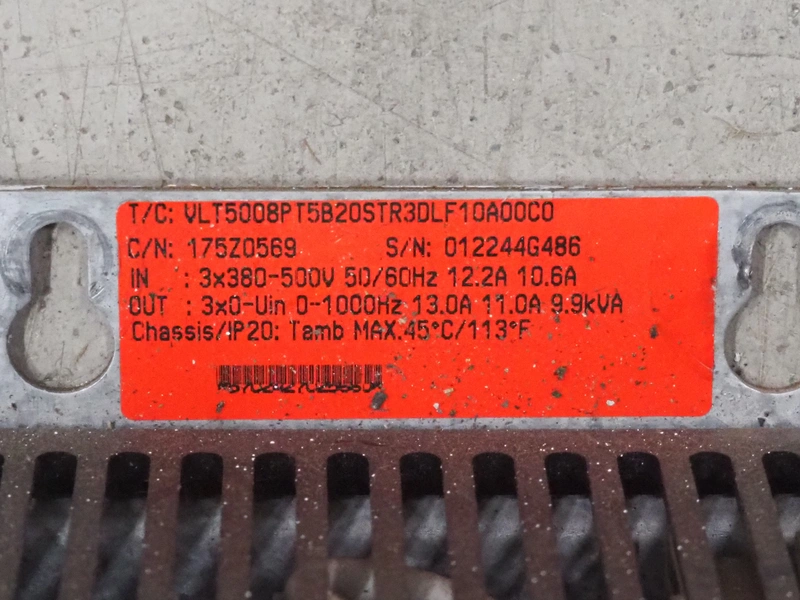 T/C: VLT5008PT5B20STR3DLF10A00C0
C/N: 175Z0569 S/N: 012244G486
IN : 3x380-500V 50/60Hz 12.2A 10.6A
OUT : 3x0-Uin 0-1000Hz 13.0A 11.0A 9.9kVA
Chassis/IP20: Tamb MAX.45°C/113°F